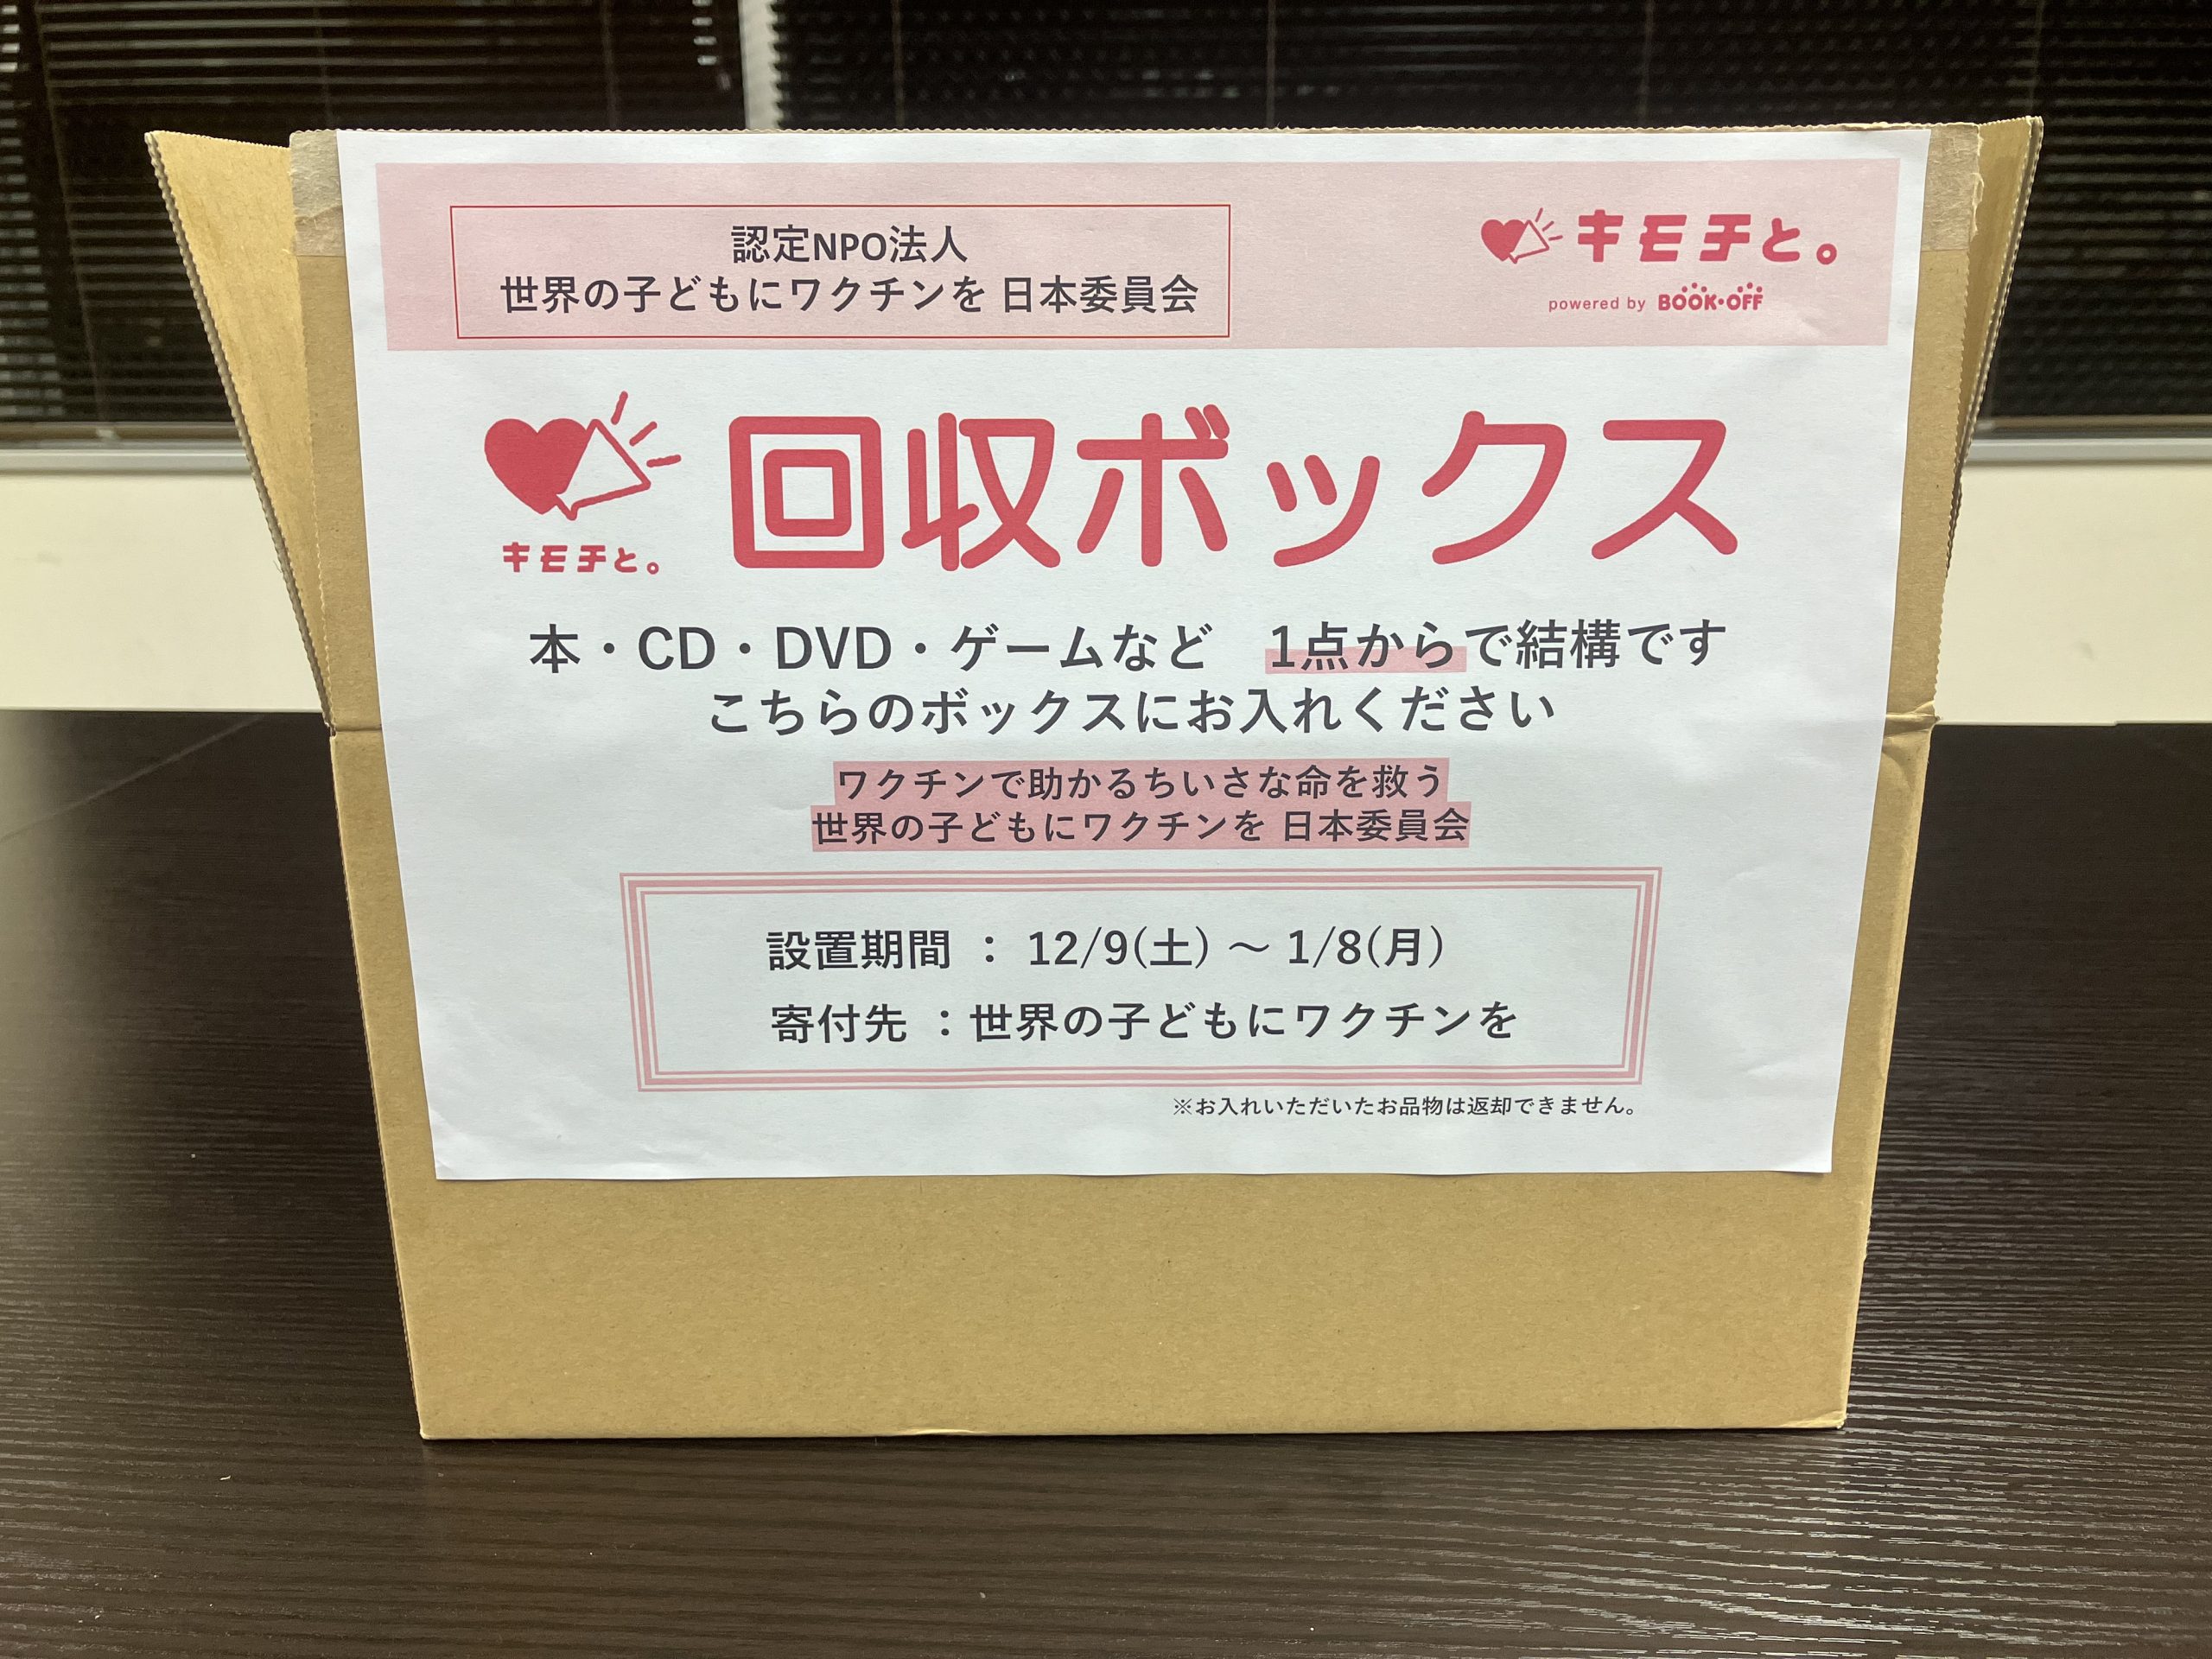 認定NPO法人
世界の子どもにワクチンを 日本委員会
キモチと。
powered by BOOK・OFF
キモチと。
回収ボックス
本・CD・DVD・ゲームなど　1点からで結構です
こちらのボックスにお入れください
ワクチンで助かるちいさな命を救う
世界の子どもにワクチンを 日本委員会
設置期間 ： 12/9(土) ～ 1/8(月)
寄付先 ：世界の子どもにワクチンを
※お入れいただいたお品物は返却できません。